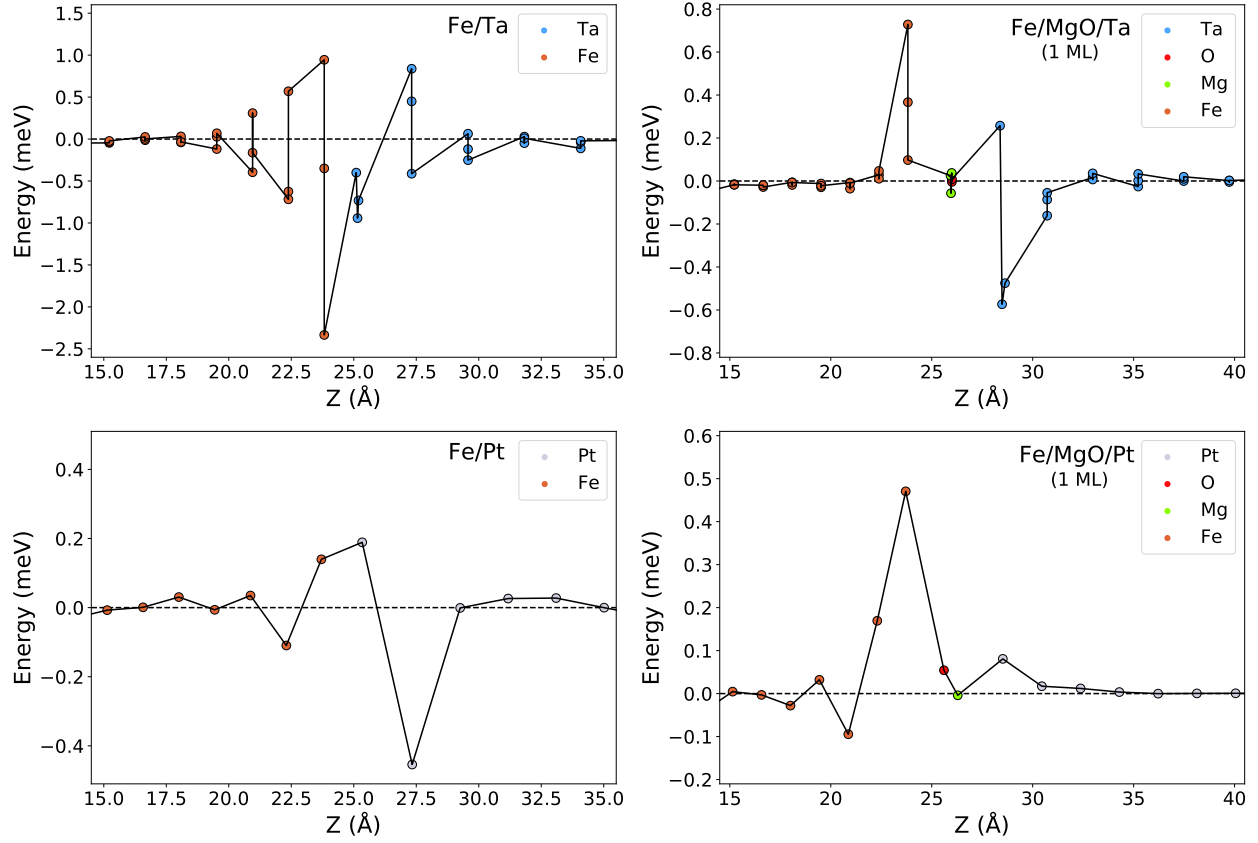 Fe/Ta
Ta
Fe
1.5
1.0
0.5
0.0
−0.5
−1.0
−1.5
−2.0
−2.5
Energy (meV)
15.0 17.5 20.0 22.5 25.0 27.5 30.0 32.5 35.0
Z (Å)
Fe/MgO/Ta
(1 ML)
Ta
O
Mg
Fe
0.8
0.6
0.4
0.2
0.0
−0.2
−0.4
−0.6
−0.8
Energy (meV)
15 20 25 30 35 40
Z (Å)
Fe/Pt
Pt
Fe
0.4
0.2
0.0
−0.2
−0.4
Energy (meV)
15.0 17.5 20.0 22.5 25.0 27.5 30.0 32.5 35.0
Z (Å)
Fe/MgO/Pt
(1 ML)
Pt
O
Mg
Fe
0.6
0.5
0.4
0.3
0.2
0.1
0.0
−0.1
−0.2
Energy (meV)
15 20 25 30 35 40
Z (Å)